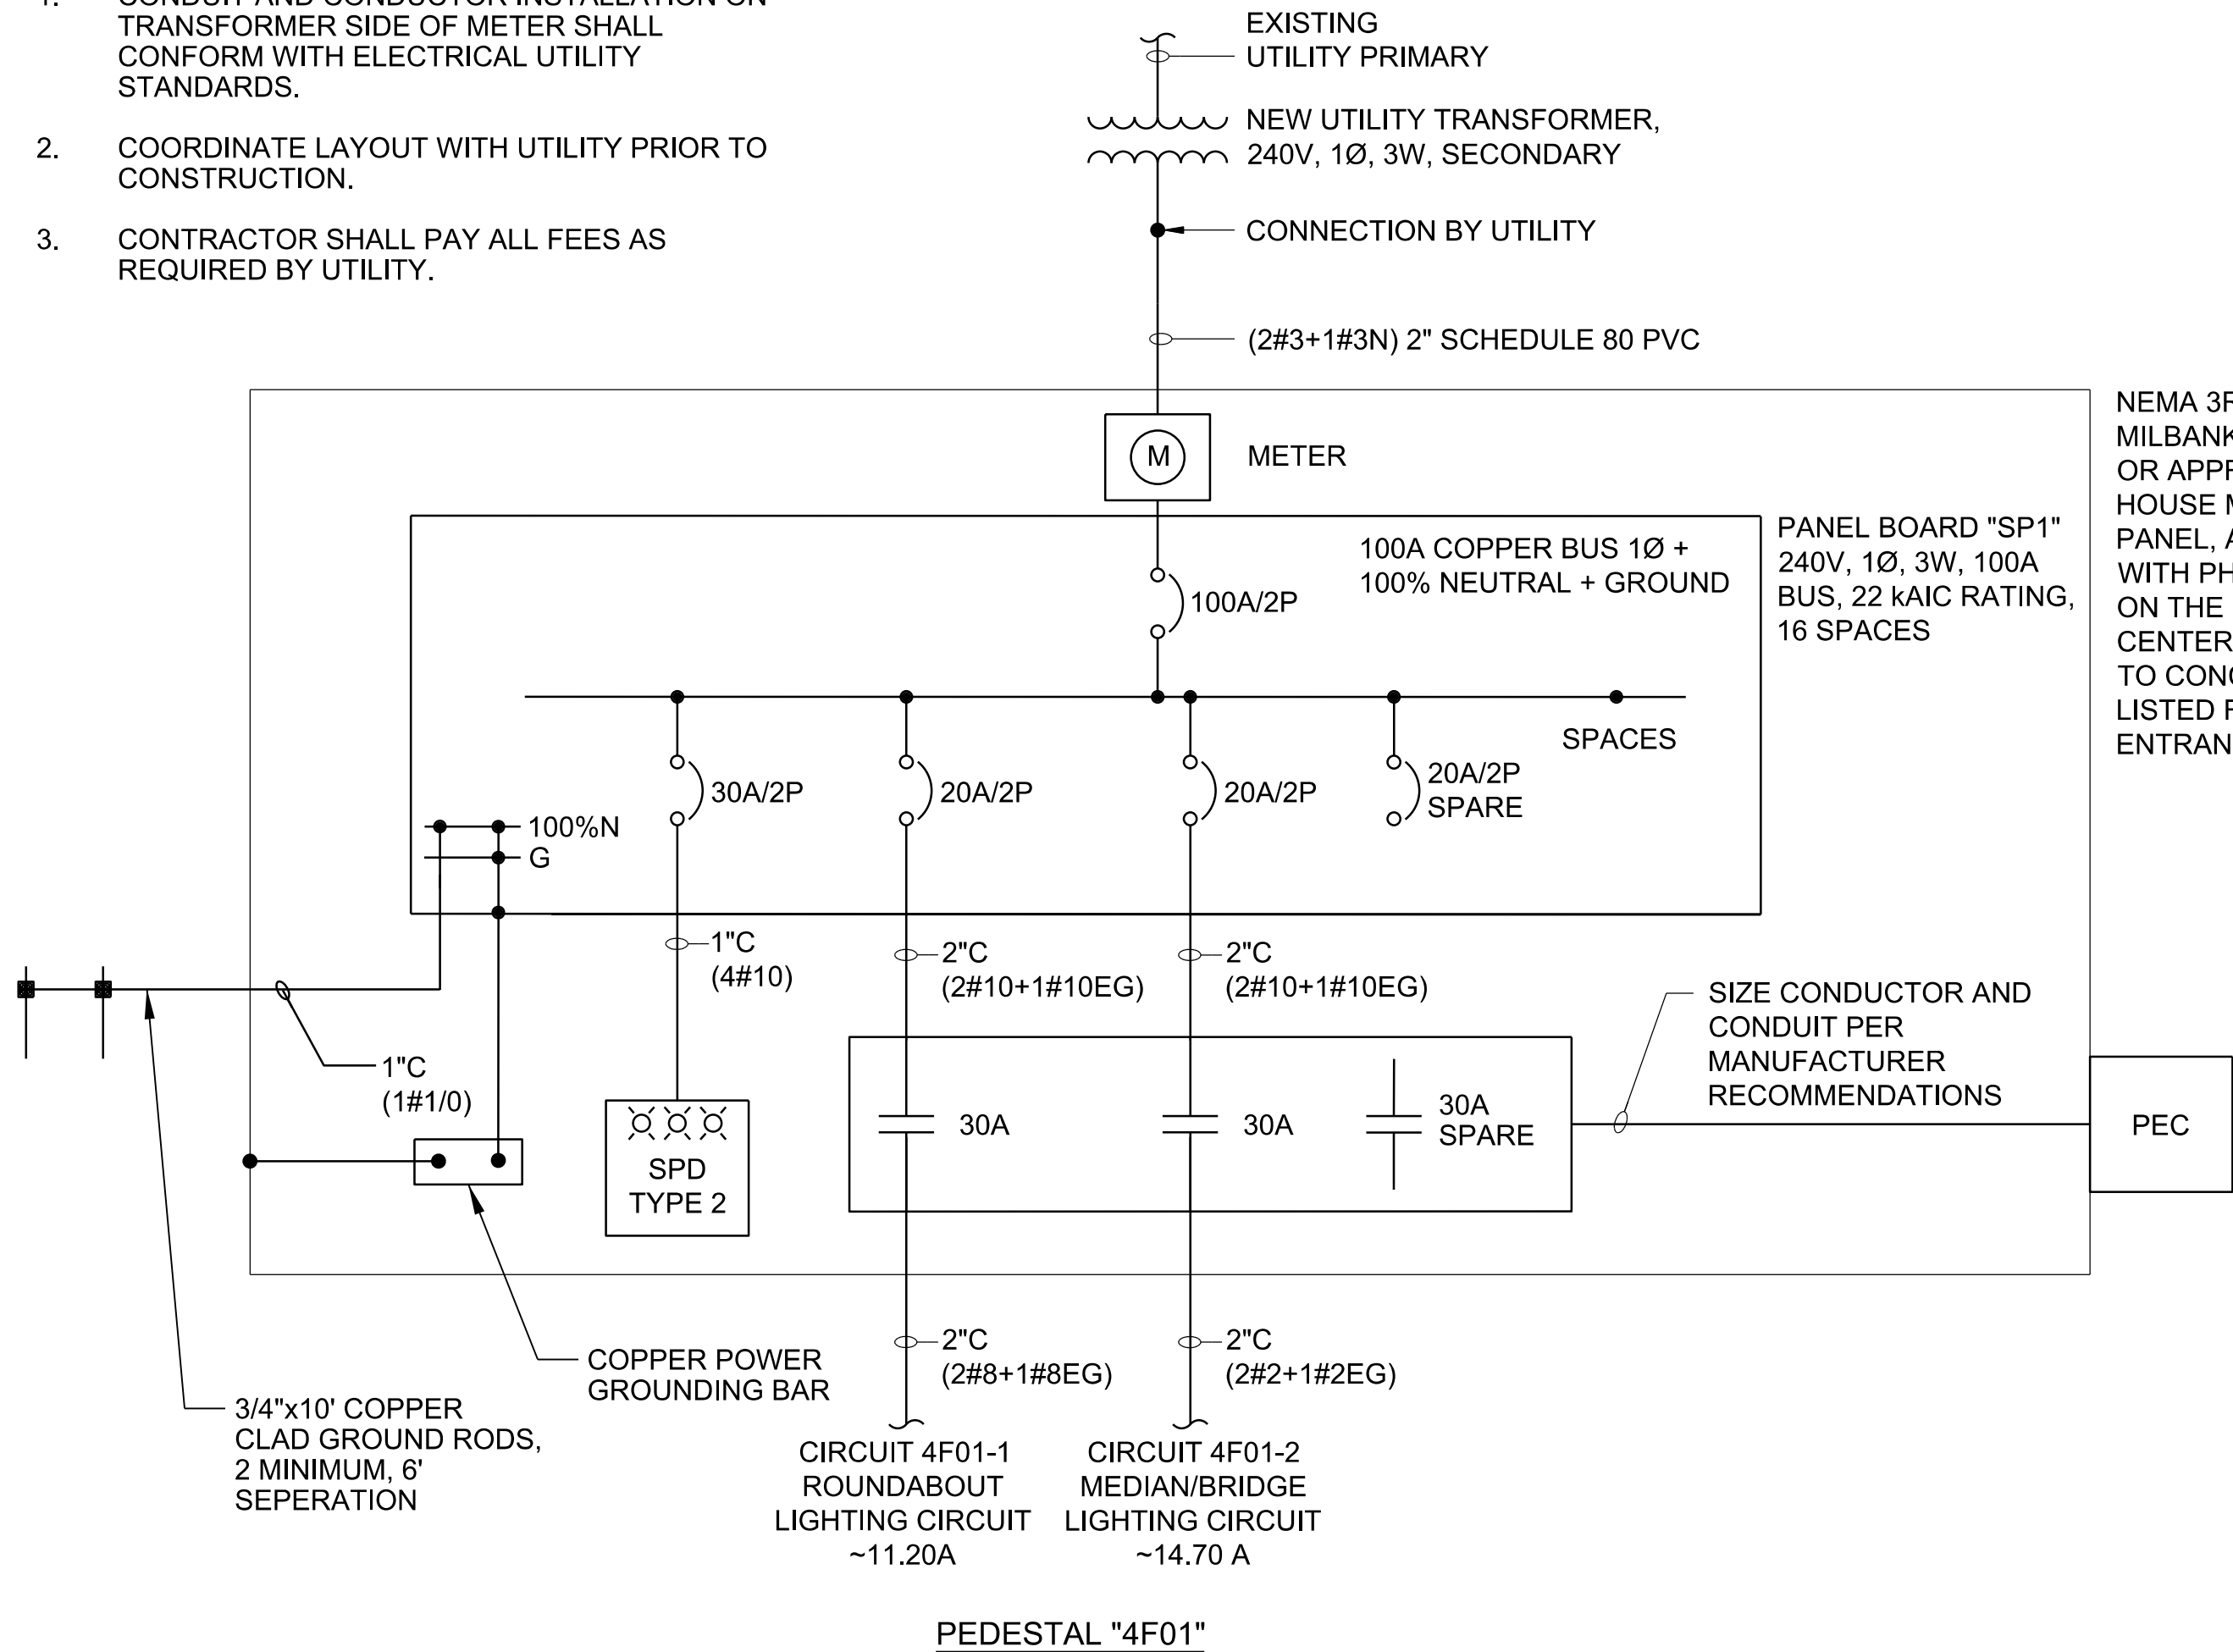 1. CONDUIT AND CONDUCTOR INSTALLATION ON
TRANSFORMER SIDE OF METER SHALL
CONFORM WITH ELECTRICAL UTILITY
STANDARDS.
2. COORDINATE LAYOUT WITH UTILITY PRIOR TO
CONSTRUCTION.
3. CONTRACTOR SHALL PAY ALL FEES AS
REQUIRED BY UTILITY.
EXISTING
UTILITY PRIMARY
NEW UTILITY TRANSFORMER,
240V, 1Ø, 3W, SECONDARY
CONNECTION BY UTILITY
(2#3+1#3N) 2" SCHEDULE 80 PVC
M
METER
NEMA 3R
MILBANK
OR APPR
HOUSE M
PANEL, A
WITH PH
ON THE
CENTER
TO CONC
LISTED F
ENTRAN
PANEL BOARD "SP1"
240V, 1Ø, 3W, 100A
BUS, 22 kAIC RATING,
16 SPACES
100A COPPER BUS 1Ø +
100% NEUTRAL + GROUND
100A/2P
SPACES
30A/2P
20A/2P
20A/2P
20A/2P
SPARE
100%N
G
1"C
(4#10)
2"C
(2#10+1#10EG)
2"C
(2#10+1#10EG)
SIZE CONDUCTOR AND
CONDUIT PER
MANUFACTURER
RECOMMENDATIONS
1"C
(1#1/0)
SPD
TYPE 2
30A
30A
30A
SPARE
PEC
COPPER POWER
GROUNDING BAR
3/4"x10' COPPER
CLAD GROUND RODS,
2 MINIMUM, 6'
SEPERATION
2"C
(2#8+1#8EG)
2"C
(2#2+1#2EG)
CIRCUIT 4F01-1
ROUNDABOUT
LIGHTING CIRCUIT
~11.20A
CIRCUIT 4F01-2
MEDIAN/BRIDGE
LIGHTING CIRCUIT
~14.70 A
PEDESTAL "4F01"